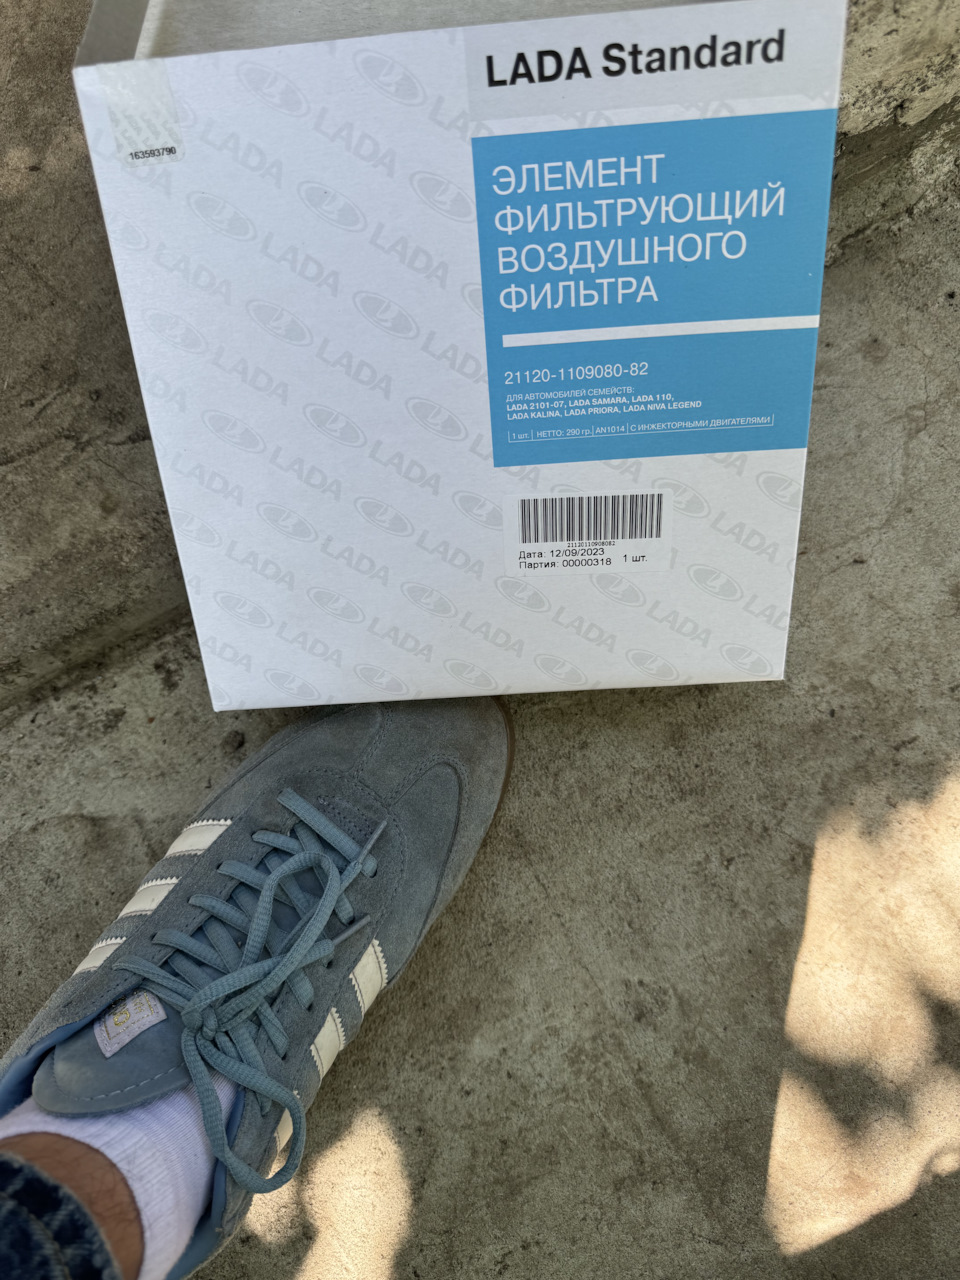 LADA Standard
163593790
ЭЛЕМЕНТ
ФИЛЬТРУЮЩИЙ
ВОЗДУШНОГО
ФИЛЬТРА
21120-1109080-82
ДЛЯ АВТОМОБИЛЕЙ СЕМЕЙСТВ:
LADA 2101-07, LADA SAMARA, LADA 110,
LADA KALINA, LADA PRIORA, LADA NIVA LEGEND
1 шт. НЕТТО: 290 гр. AN1014 С ИНЖЕКТОРНЫМИ ДВИГАТЕЛЯМИ
21120110908082
Дата: 12/09/2023
Партия: 00000318 1 шт.
LADA